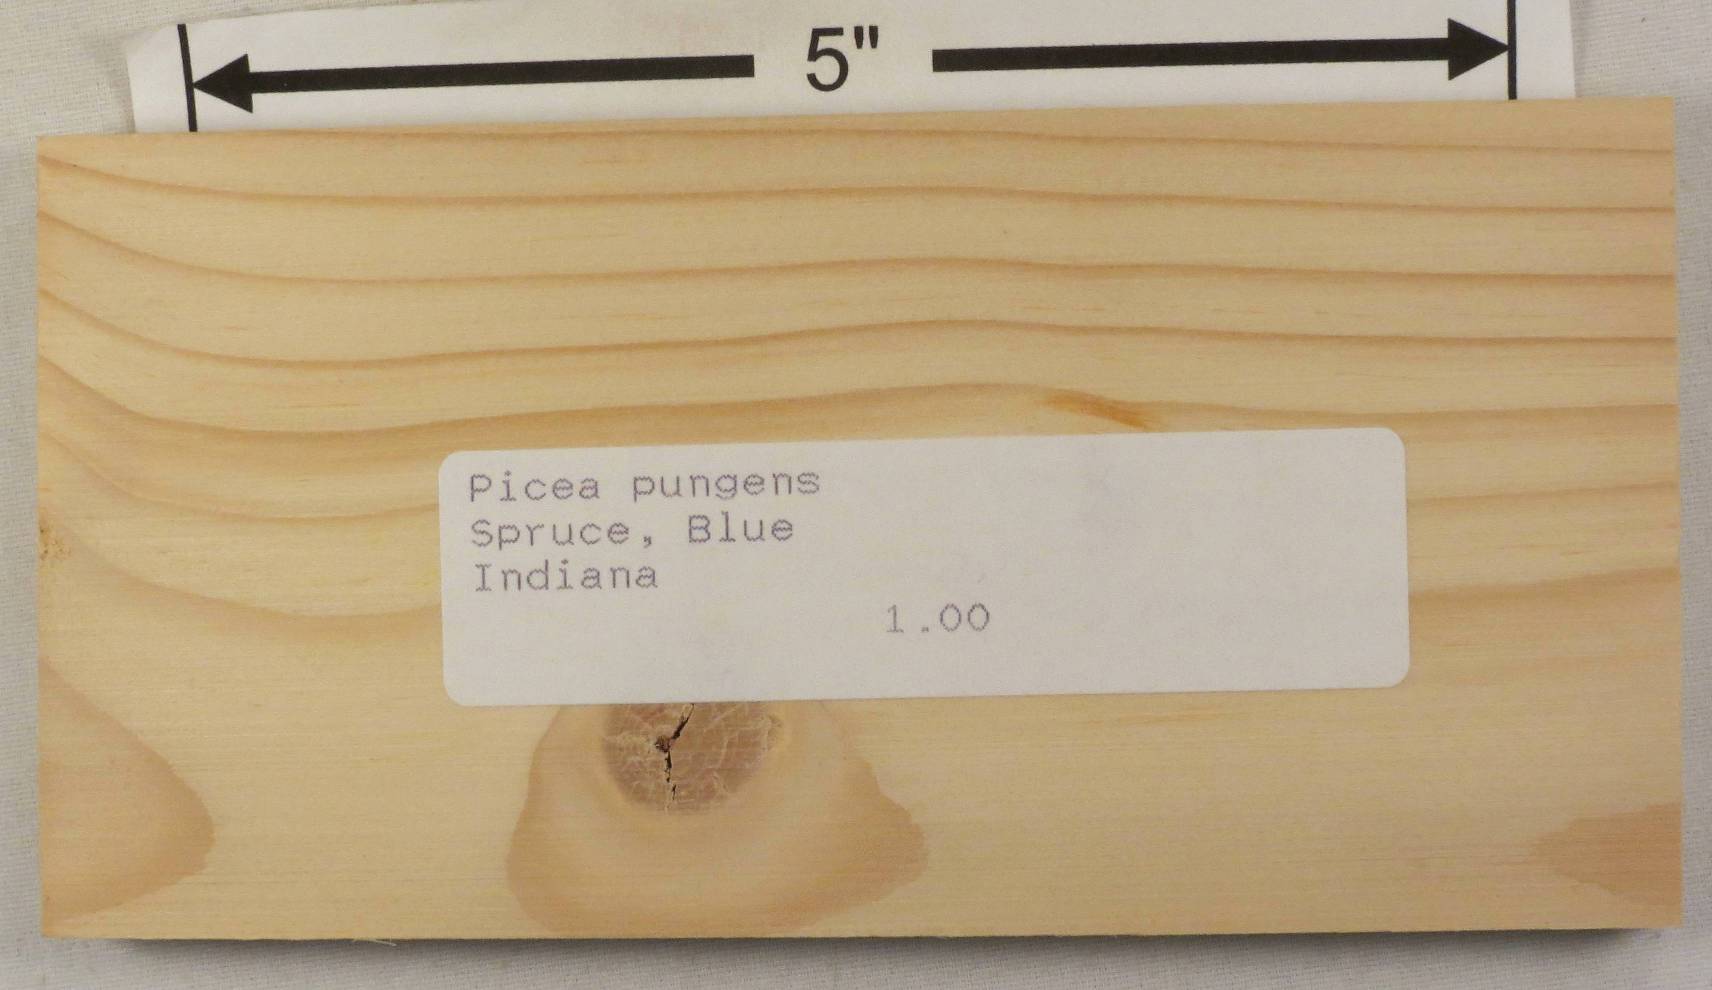 5"
Picea pungens
Spruce, Blue
Indiana
1.00